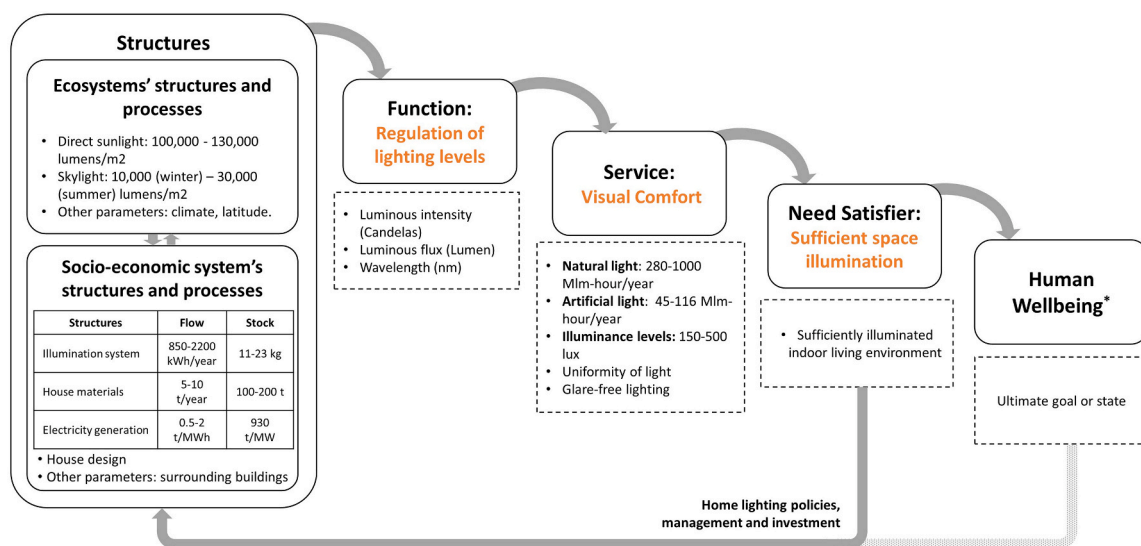 Structures
Ecosystems' structures and
processes
• Direct sunlight: 100,000 - 130,000
lumens/m2
• Skylight: 10,000 (winter) – 30,000
(summer) lumens/m2
• Other parameters: climate, latitude.
Socio-economic system's
structures and processes
Structures Flow Stock
Illumination system 850-2200 kWh/year 11-23 kg
House materials 5-10 t/year 100-200 t
Electricity generation 0.5-2 t/MWh 930 t/MW
• House design
• Other parameters: surrounding buildings
Function:
Regulation of
lighting levels
• Luminous intensity
(Candelas)
• Luminous flux (Lumen)
• Wavelength (nm)
Service:
Visual Comfort
• Natural light: 280-1000
Mlm-hour/year
• Artificial light: 45-116 Mlm-
hour/year
• Illuminance levels: 150-500
lux
• Uniformity of light
• Glare-free lighting
Need Satisfier:
Sufficient space
illumination
• Sufficiently illuminated
indoor living environment
Human
Wellbeing*
Ultimate goal or state
Home lighting policies,
management and investment